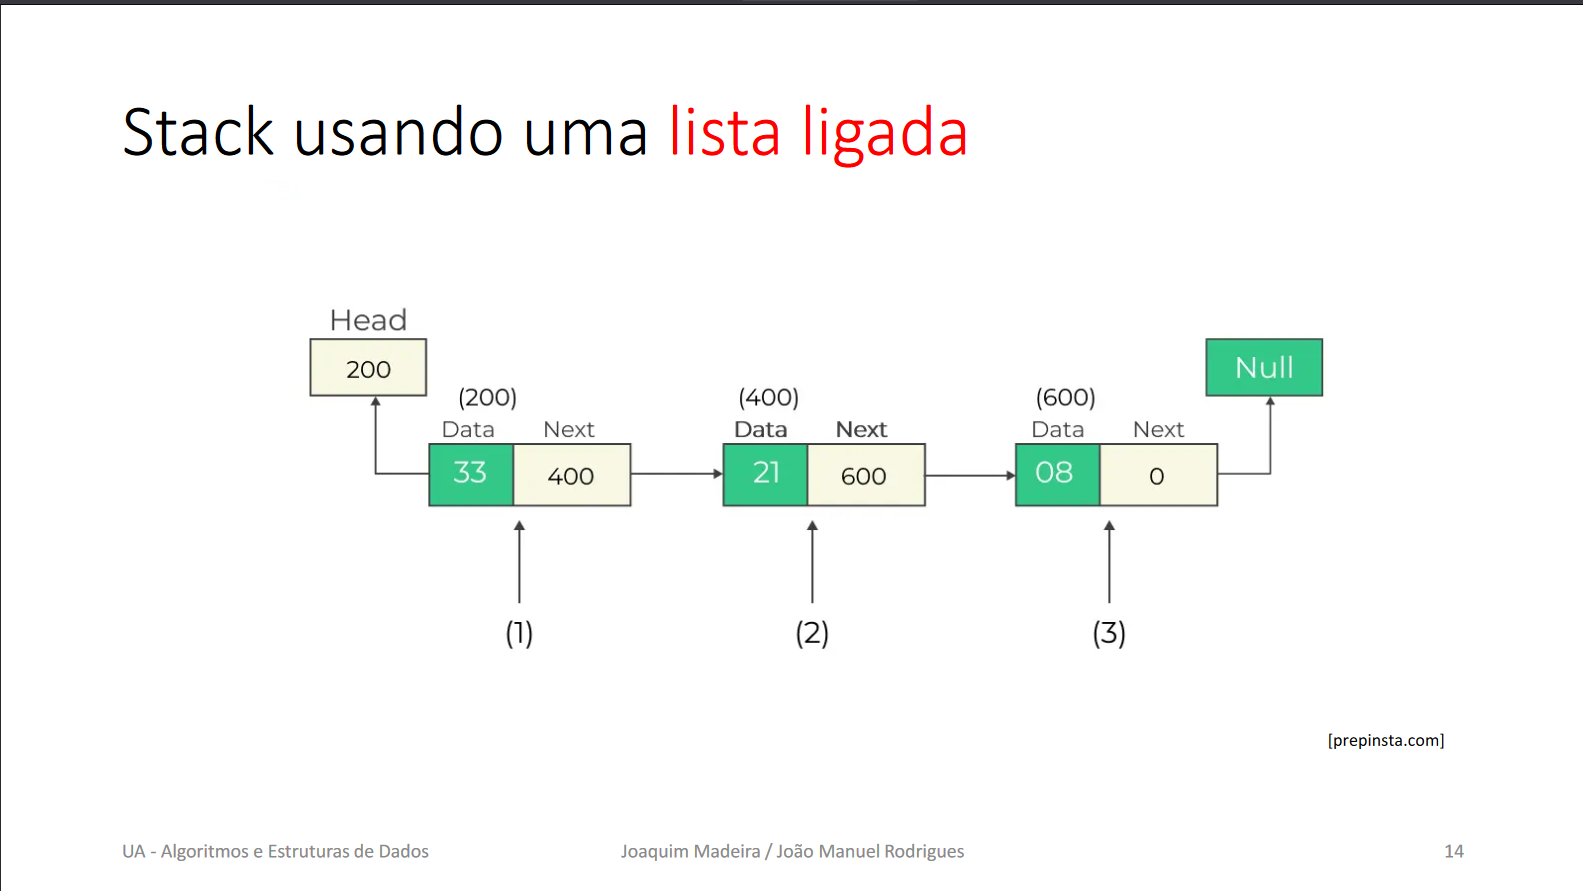 Stack usando uma lista ligada
Head
200
(200)
Data Next
33 400
(400)
Data Next
21 600
(600)
Data Next
08 0
Null
(1)
(2)
(3)
[prepinsta.com]
UA - Algoritmos e Estruturas de Dados
Joaquim Madeira / João Manuel Rodrigues
14